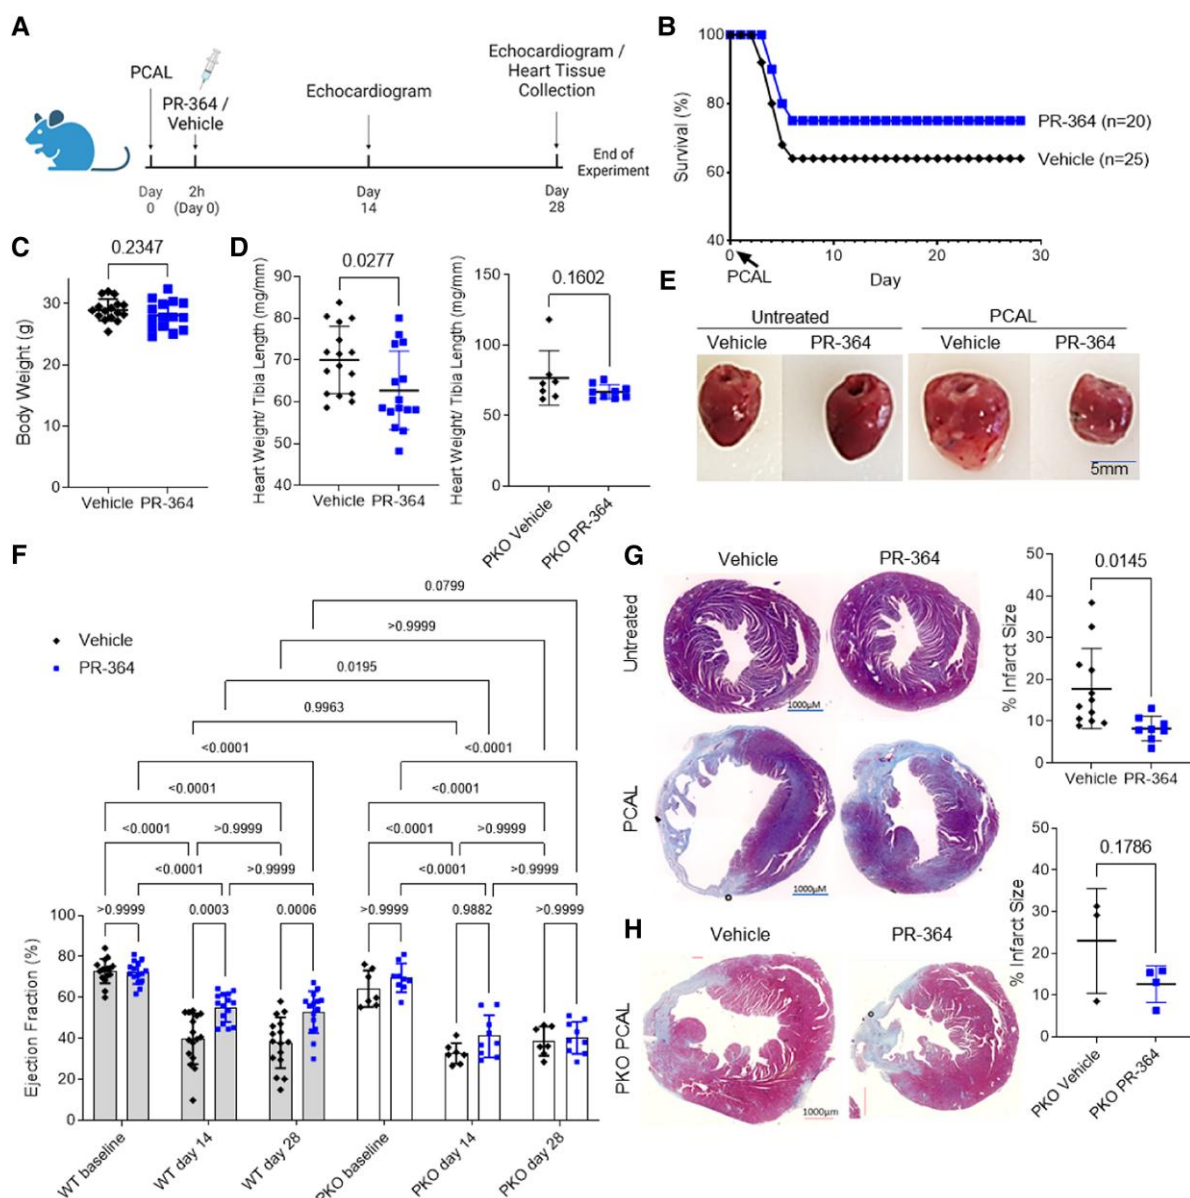 A
PCAL
PR-364 /
Vehicle
Echocardiogram
Echocardiogram /
Heart Tissue
Collection
End of
Experiment
Day
0
2h
(Day 0)
Day
14
Day
28
B
Survival (%)
100
80
60
40
0
10
20
30
PCAL
Day
PR-364 (n=20)
Vehicle (n=25)
C
0.2347
Body Weight (g)
30
20
10
0
Vehicle
PR-364
D
0.0277
Heart Weight/ Tibia Length (mg/mm)
90
80
70
60
50
40
Vehicle
PR-364
0.1602
Heart Weight/ Tibia Length (mg/mm)
150
100
50
0
PKO Vehicle
PKO PR-364
E
Untreated
PCAL
Vehicle
PR-364
Vehicle
PR-364
5mm
F
Vehicle
PR-364
0.0799
>0.9999
0.0195
0.9963
<0.0001
<0.0001
<0.0001
<0.0001
<0.0001
>0.9999
<0.0001
>0.9999
<0.0001
>0.9999
<0.0001
>0.9999
>0.9999
0.0003
0.0006
>0.9999
0.9882
>0.9999
Ejection Fraction (%)
100
80
60
40
20
0
WT baseline
WT day 14
WT day 28
PKO baseline
PKO day 14
PKO day 28
G
Vehicle
PR-364
Untreated
1000µM
PCAL
1000µM
% Infarct Size
50
40
30
20
10
0
0.0145
Vehicle
PR-364
H
Vehicle
PR-364
PKO PCAL
1000µm
% Infarct Size
50
40
30
20
10
0
0.1786
PKO Vehicle
PKO PR-364